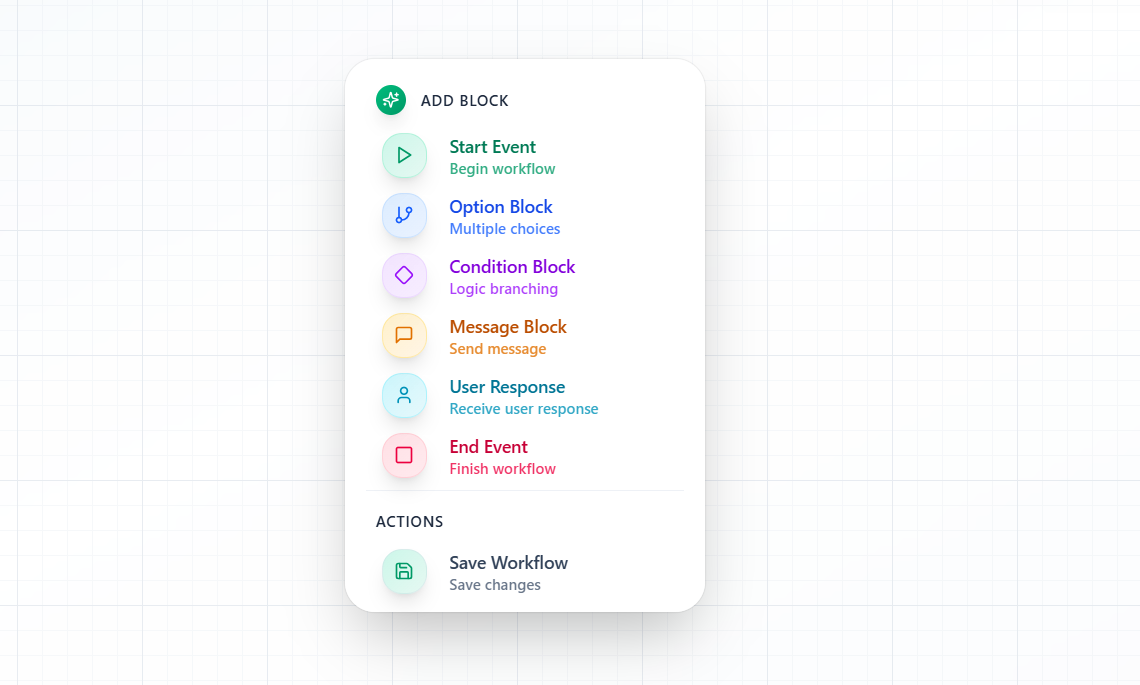 ADD BLOCK
Start Event
Begin workflow
Option Block
Multiple choices
Condition Block
Logic branching
Message Block
Send message
User Response
Receive user response
End Event
Finish workflow
ACTIONS
Save Workflow
Save changes